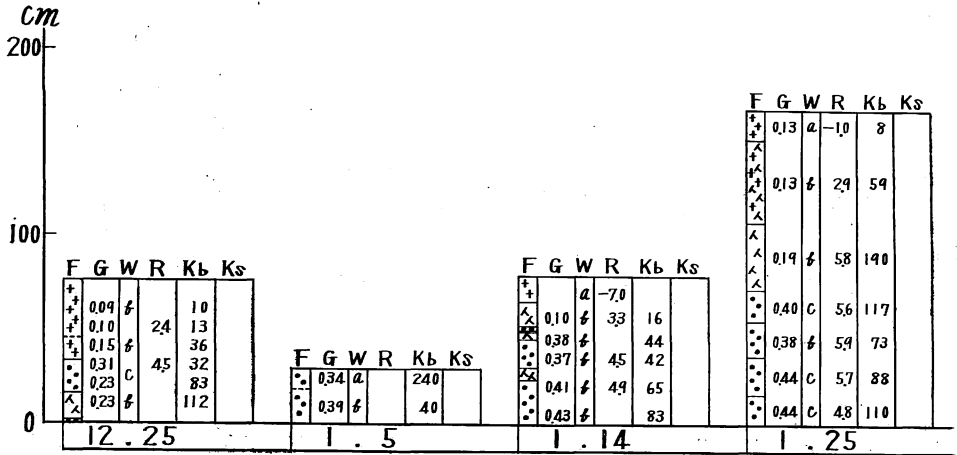 cm
200
100
0
F G W R Kb Ks
0.09 b 10
0.10 2.4 13
0.15 b 36
0.31 4.5 32
0.23 c 83
0.23 b 112
12.25
F G W R Kb Ks
0.34 a 240
0.39 b 40
1.5
F G W R Kb Ks
a -7.0
0.10 b 3.3 16
0.38 b 44
0.37 b 4.5 42
0.41 b 4.9 65
0.43 b 83
1.14
F G W R Kb Ks
0.13 a -1.0 8
0.13 b 2.9 59
0.19 b 5.8 140
0.40 c 5.6 117
0.38 b 5.9 73
0.44 c 5.7 88
0.44 c 4.8 110
1.25